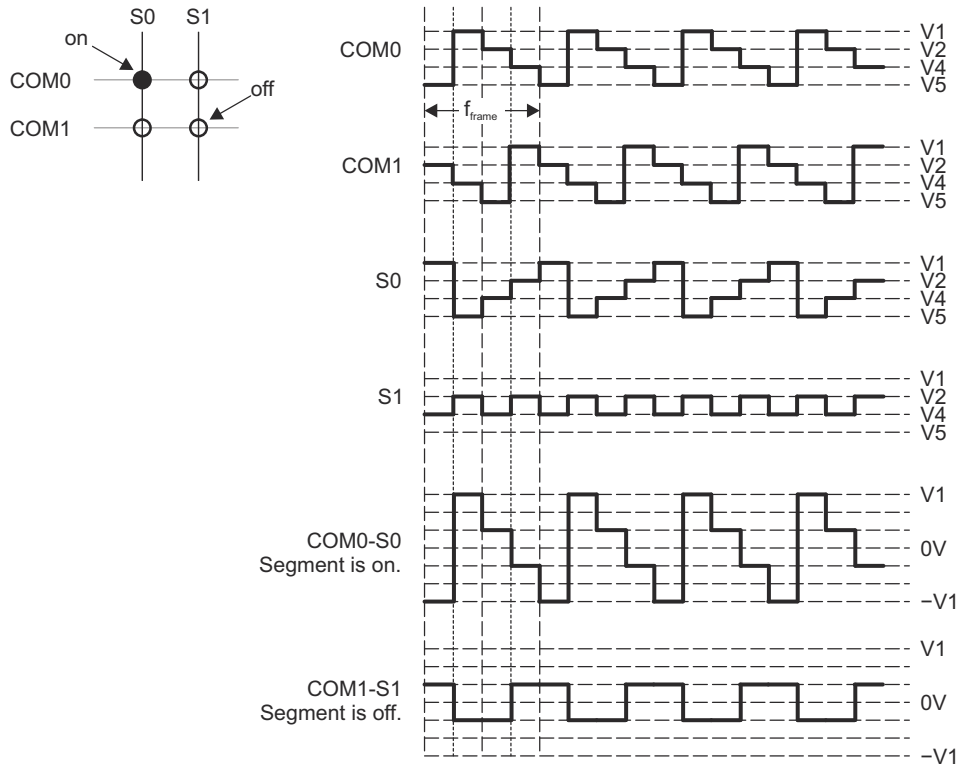 S0 S1
on
COM0
off
COM1
COM0
V1
V2
V4
V5
fframe
COM1
V1
V2
V4
V5
S0
V1
V2
V4
V5
S1
V1
V2
V4
V5
COM0-S0
Segment is on.
V1
0V
−V1
COM1-S1
Segment is off.
V1
0V
−V1